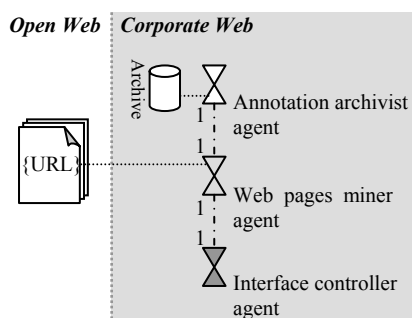 Open Web Corporate Web
Archive
Annotation archivist
agent
1
1
{URL}
Web pages miner
agent
1
1
Interface controller
agent